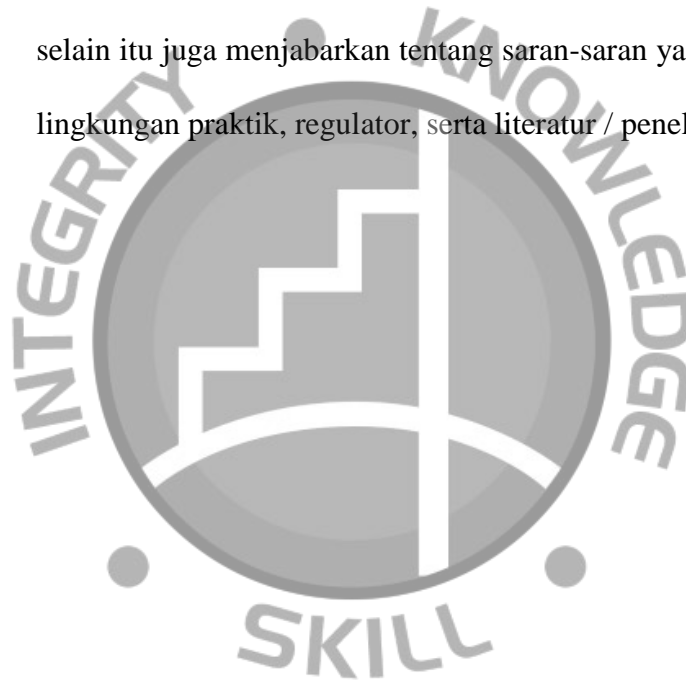 selain itu juga menjabarkan tentang saran-saran ya
lingkungan praktik, regulator, serta literatur / penel
INTEGRITY
KNOWLEDGE
SKILL